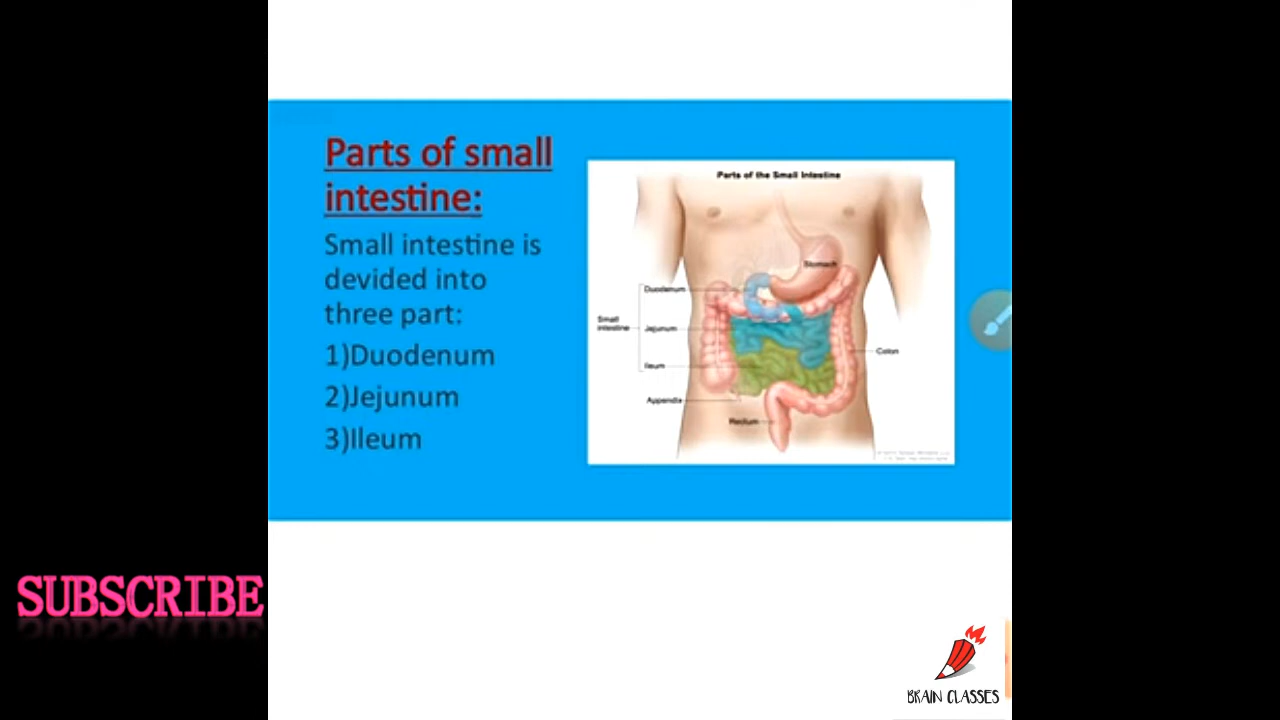 Parts of small
intestine:
Small intestine is
devided into
three part:
1)Duodenum
2)Jejunum
3)Ileum
Parts of the Small Intestine
Stomach
Duodenum
Small
intestine
Jejunum
Ileum
Colon
Appendix
Rectum
SUBSCRIBE
BRAIN CLASSES